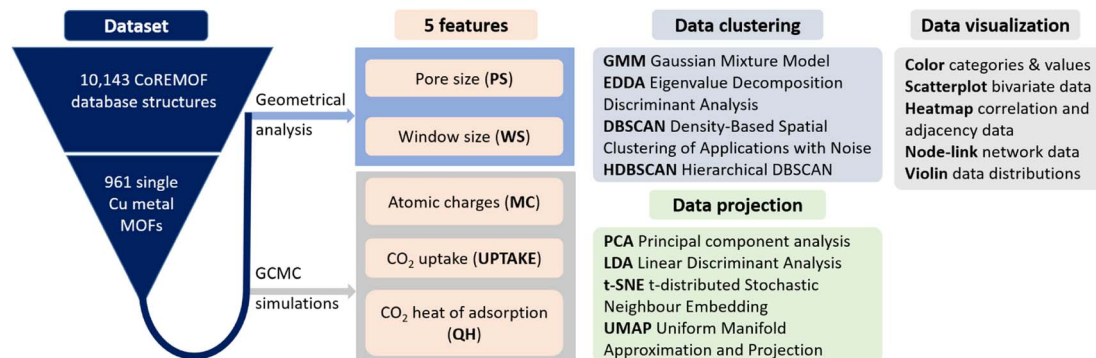 Dataset
10,143 CoREMOF
database structures
961 single
Cu metal
MOFs
Geometrical
analysis
GCMC
simulations
5 features
Pore size (PS)
Window size (WS)
Atomic charges (MC)
CO₂ uptake (UPTAKE)
CO₂ heat of adsorption
(QH)
Data clustering
GMM Gaussian Mixture Model
EDDA Eigenvalue Decomposition
Discriminant Analysis
DBSCAN Density-Based Spatial
Clustering of Applications with Noise
HDBSCAN Hierarchical DBSCAN
Data projection
PCA Principal component analysis
LDA Linear Discriminant Analysis
t-SNE t-distributed Stochastic
Neighbour Embedding
UMAP Uniform Manifold
Approximation and Projection
Data visualization
Color categories & values
Scatterplot bivariate data
Heatmap correlation and
adjacency data
Node-link network data
Violin data distributions